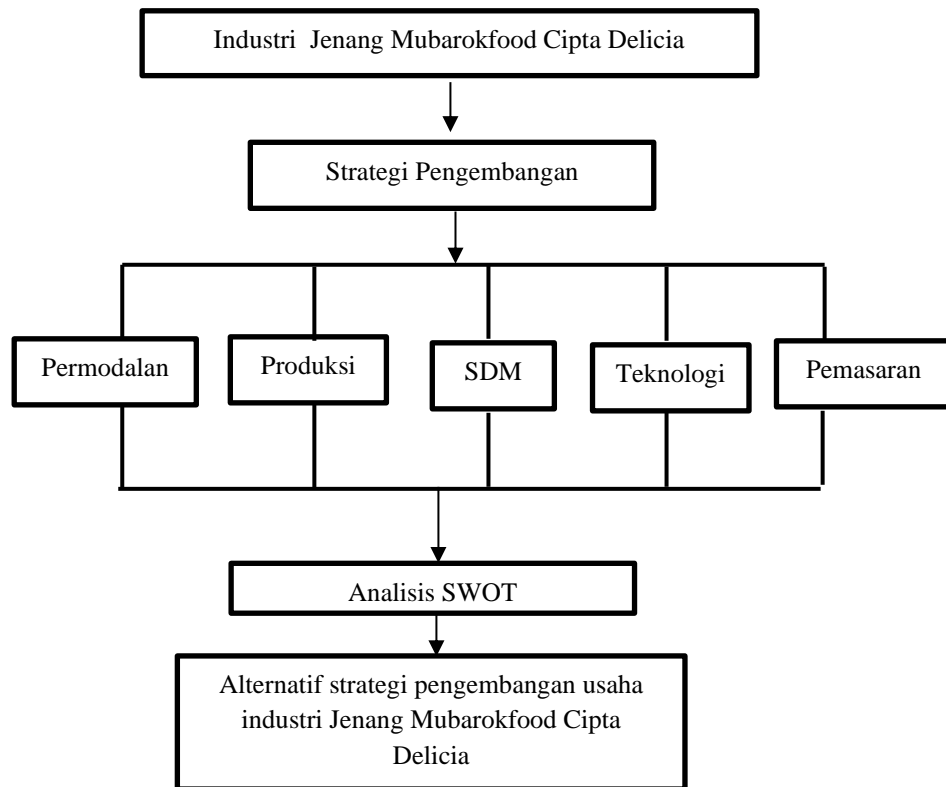 Industri Jenang Mubarokfood Cipta Delicia
Strategi Pengembangan
Permodalan
Produksi
SDM
Teknologi
Pemasaran
Analisis SWOT
Alternatif strategi pengembangan usaha
industri Jenang Mubarokfood Cipta
Delicia